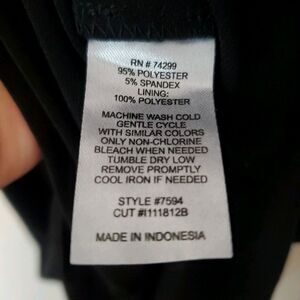 RN # 74299
95% POLYESTER
5% SPANDEX
LINING:
100% POLYESTER
MACHINE WASH COLD
GENTLE CYCLE
WITH SIMILAR COLORS
ONLY NON-CHLORINE
BLEACH WHEN NEEDED
TUMBLE DRY LOW
REMOVE PROMPTLY
COOL IRON IF NEEDED
STYLE #7594
CUT #I111812B
MADE IN INDONESIA